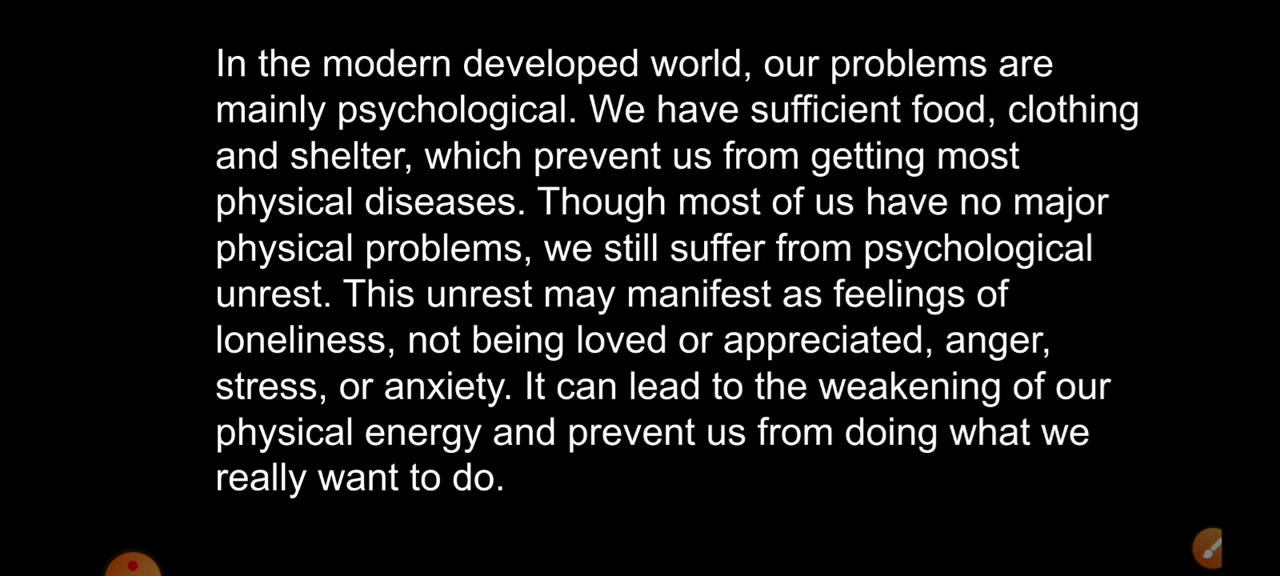 In the modern developed world, our problems are
mainly psychological. We have sufficient food, clothing
and shelter, which prevent us from getting most
physical diseases. Though most of us have no major
physical problems, we still suffer from psychological
unrest. This unrest may manifest as feelings of
loneliness, not being loved or appreciated, anger,
stress, or anxiety. It can lead to the weakening of our
physical energy and prevent us from doing what we
really want to do.